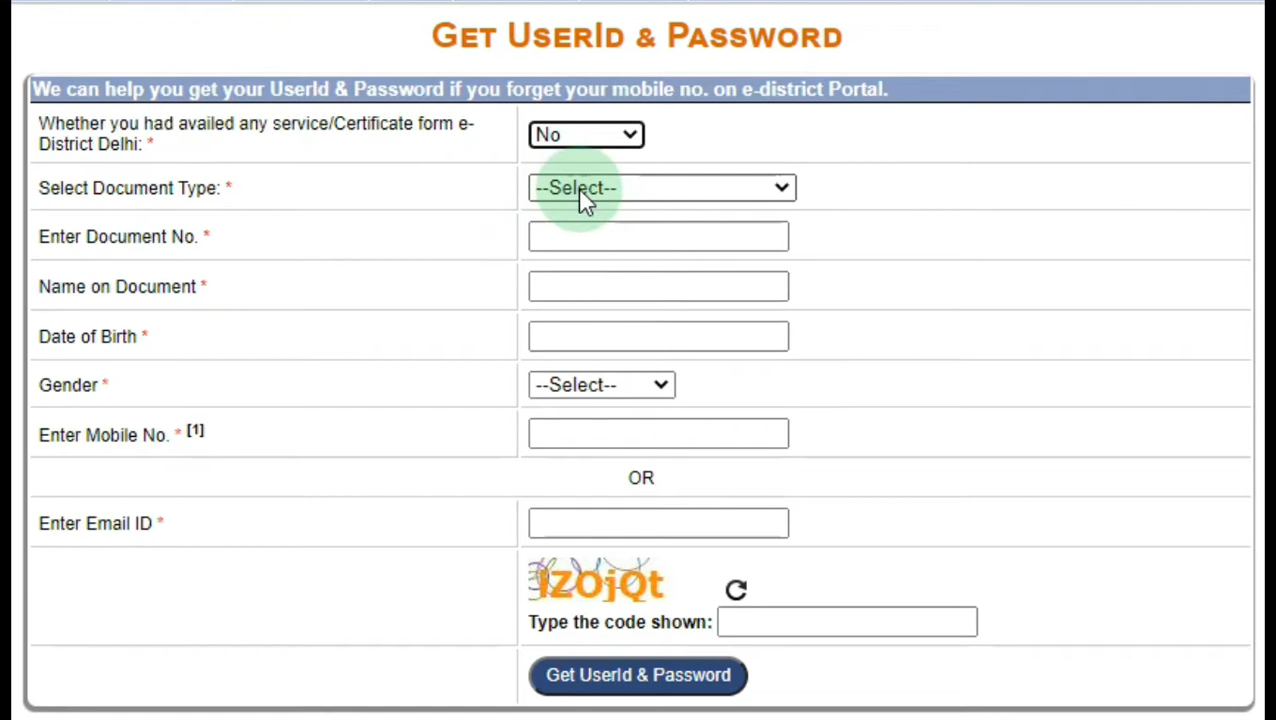 Get UserId & Password
We can help you get your UserId & Password if you forget your mobile no. on e-district Portal.
Whether you had availed any service/Certificate form e-
District Delhi: *
No
Select Document Type: *
--Select--
Enter Document No. *
Name on Document *
Date of Birth *
Gender *
--Select--
Enter Mobile No. * [1]
OR
Enter Email ID *
Type the code shown:
Get UserId & Password